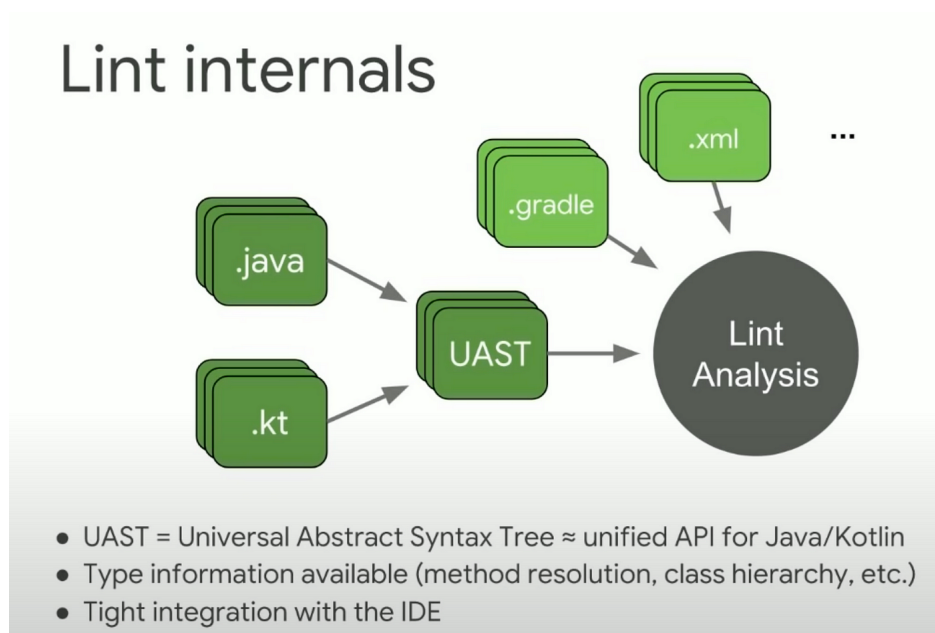 Lint internals
.xml
...
.gradle
.java
UAST
Lint
Analysis
.kt
• UAST = Universal Abstract Syntax Tree ≈ unified API for Java/Kotlin
• Type information available (method resolution, class hierarchy, etc.)
• Tight integration with the IDE